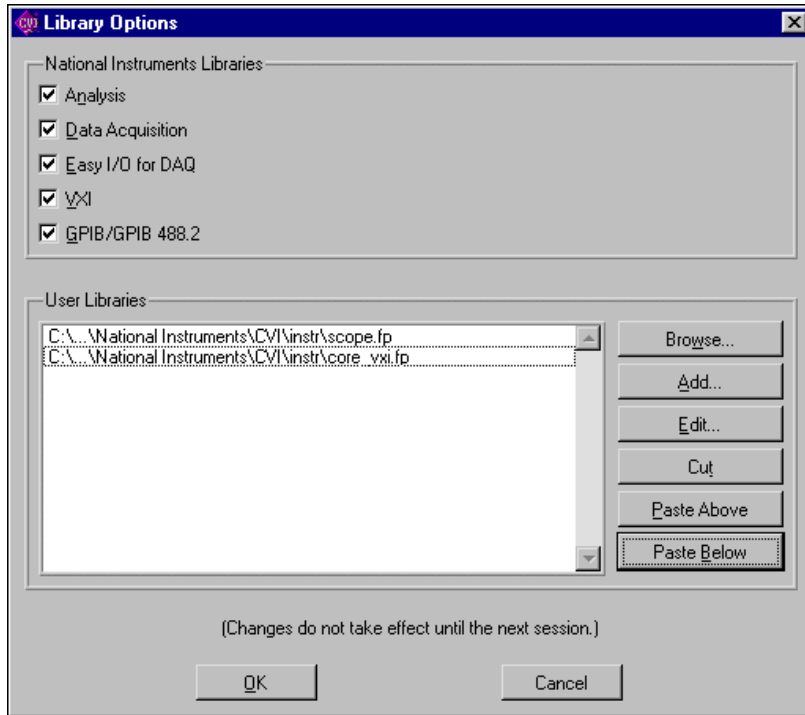 CVI Library Options
National Instruments Libraries
Analysis
Data Acquisition
Easy I/O for DAQ
VXI
GPIB/GPIB 488.2
User Libraries
C:\...\National Instruments\CVI\instr\scope.fp
C:\...\National Instruments\CVI\instr\core_vxi.fp
Browse...
Add...
Edit...
Cut
Paste Above
Paste Below
(Changes do not take effect until the next session.)
OK
Cancel